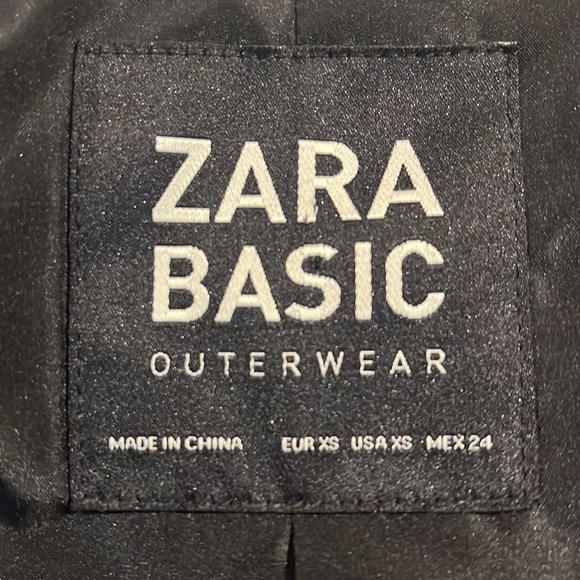 ZARA
BASIC
OUTERWEAR
MADE IN CHINA EUR XS USA XS MEX 24